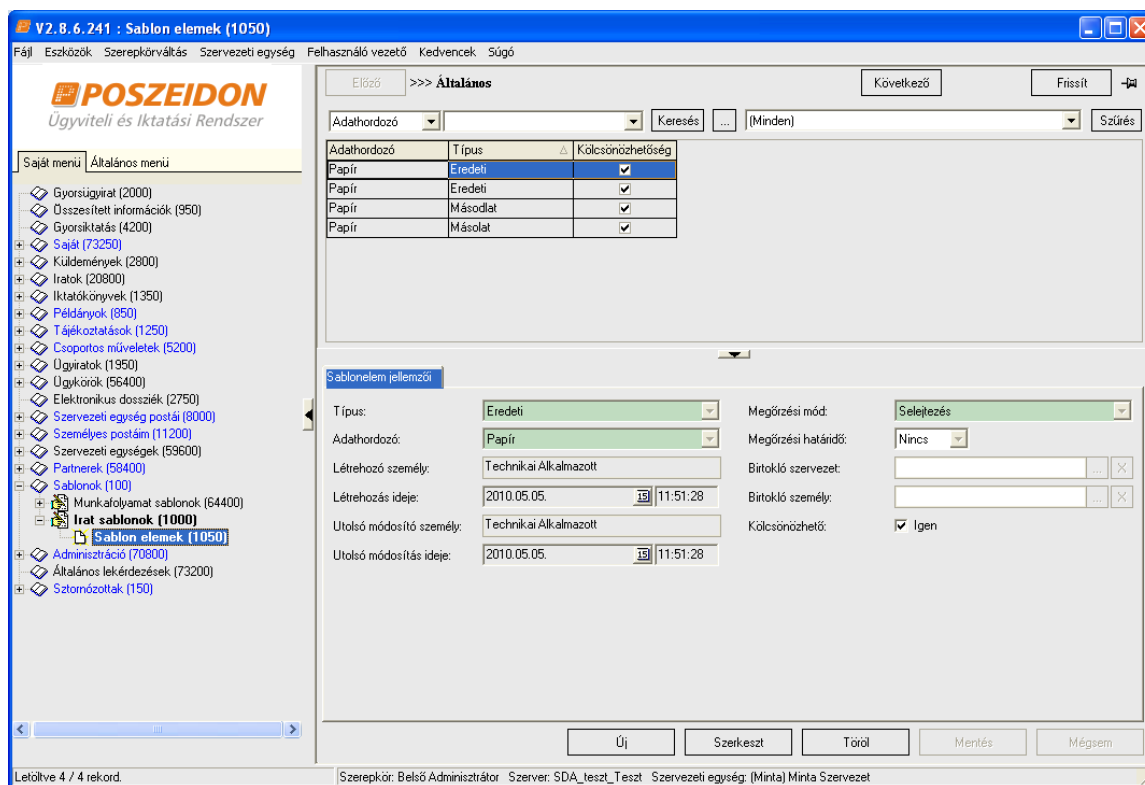 V2.8.6.241 : Sablon elemek (1050)
Fájl Eszközök Szerepkörváltás Szervezeti egység Felhasználó vezető Kedvencek Súgó
POSZEIDON
Ügyviteli és Iktatási Rendszer
Saját menü Általános menü
Gyorsügyirat (2000)
Összesített információk (950)
Gyorsiktatás (4200)
Saját (73250)
Küldemények (2800)
Iratok (20800)
Iktatókönyvek (1350)
Példányok (850)
Tájékoztatások (1250)
Csoportos műveletek (5200)
Ügyiratok (1950)
Ügykörök (56400)
Elektronikus dossziék (2750)
Szervezeti egység postái (8000)
Személyes postáim (11200)
Szervezeti egységek (59600)
Partnerek (58400)
Sablonok (100)
Munkafolyamat sablonok (64400)
Irat sablonok (1000)
Sablon elemek (1050)
Adminisztráció (70800)
Általános lekérdezések (73200)
Sztornózottak (150)
Előző >>> Általános Következő Frissít
Adathordozó Keresés ... (Minden) Szűrés
Adathordozó Típus Kölcsönözhetőség
Papír Eredeti
Papír Eredeti
Papír Másodlat
Papír Másolat
Sablonelem jellemzői
Típus: Eredeti Megőrzési mód: Selejtezés
Adathordozó: Papír Megőrzési határidő: Nincs
Létrehozó személy: Technikai Alkalmazott Birtokló szervezet: ... X
Létrehozás ideje: 2010.05.05. 15 11:51:28 Birtokló személy: ... X
Utolsó módosító személy: Technikai Alkalmazott Kölcsönözhető: Igen
Utolsó módosítás ideje: 2010.05.05. 15 11:51:28
Új Szerkeszt Töröl Mentés Mégsem
Letöltve 4 / 4 rekord. Szerepkör: Belső Adminisztrátor Szerver: SDA_teszt_Teszt Szervezeti egység: (Minta) Minta Szervezet